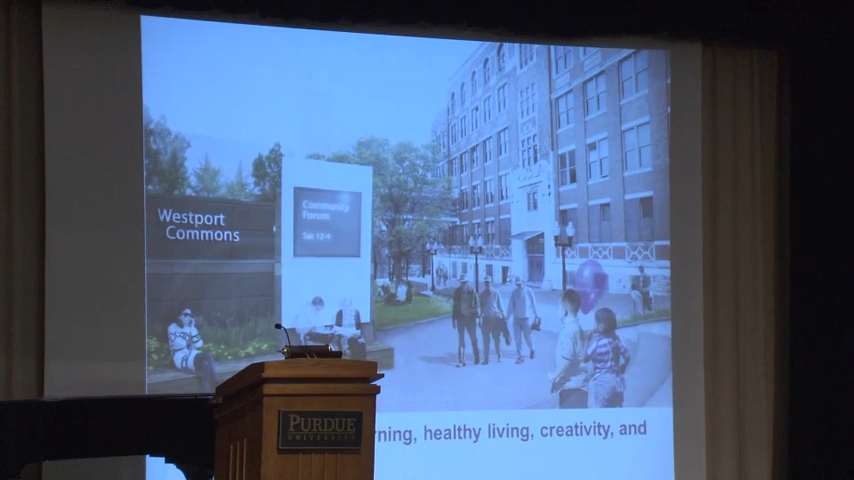 Westport
Commons
Community
Forum
Sat 12-4
rning, healthy living, creativity, and
PURDUE
UNIVERSITY